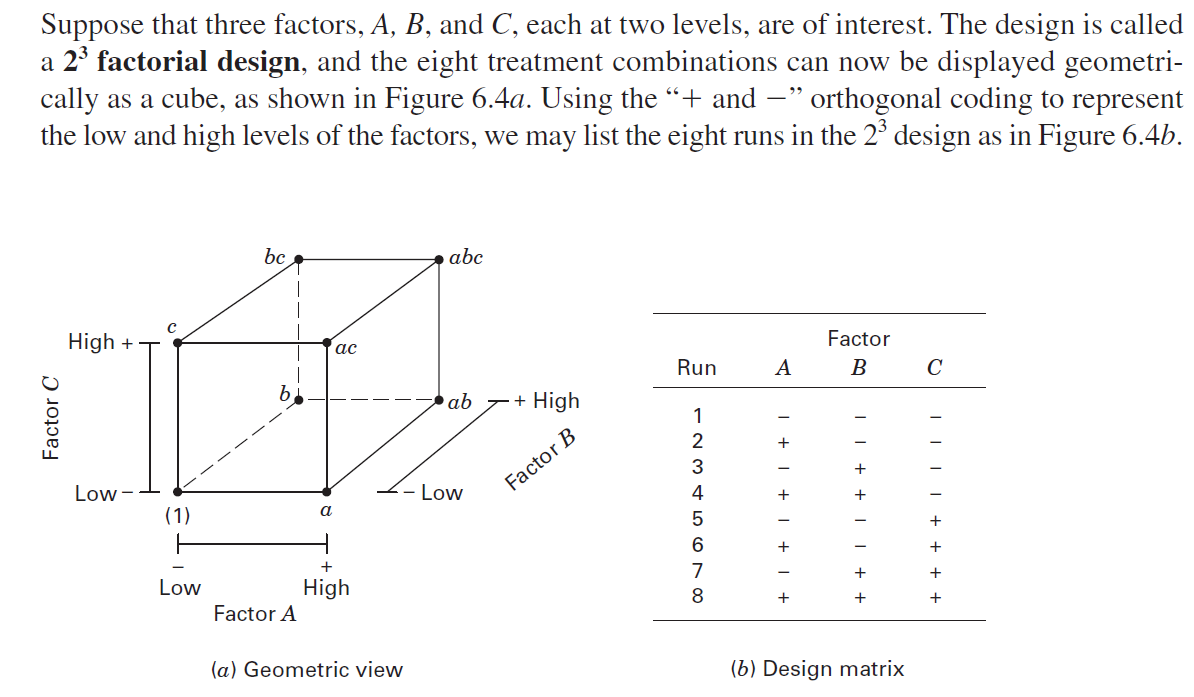 Suppose that three factors, A, B, and C, each at two levels, are of interest. The design is called
a 2³ factorial design, and the eight treatment combinations can now be displayed geometri-
cally as a cube, as shown in Figure 6.4a. Using the “+ and −” orthogonal coding to represent
the low and high levels of the factors, we may list the eight runs in the 2³ design as in Figure 6.4b.
bc
abc
c
High +
ac
Factor C
b
ab
+ High
Factor B
Low −
− Low
(1)
a
− +
Low High
Factor A
(a) Geometric view
Factor
Run A B C
1 − − −
2 + − −
3 − + −
4 + + −
5 − − +
6 + − +
7 − + +
8 + + +
(b) Design matrix